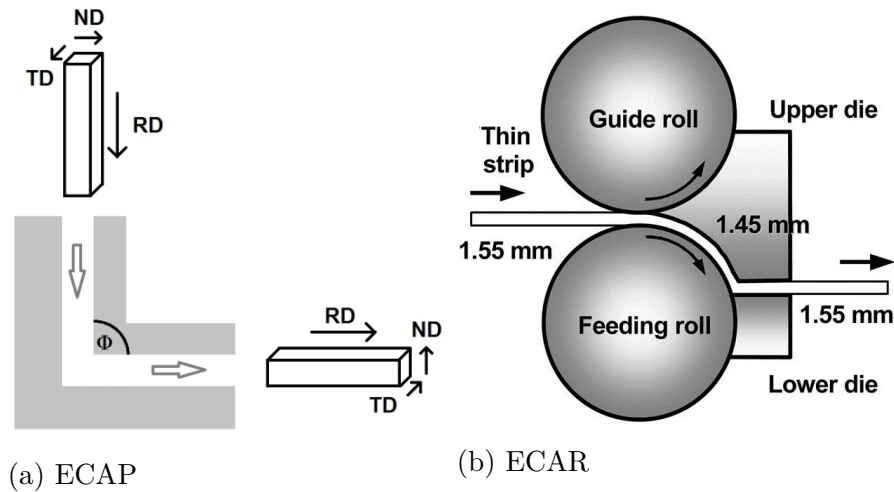 ND
TD
RD
Φ
RD
ND
TD
(a) ECAP
Guide roll
Upper die
Thin
strip
1.45 mm
1.55 mm
1.55 mm
Feeding roll
Lower die
(b) ECAR